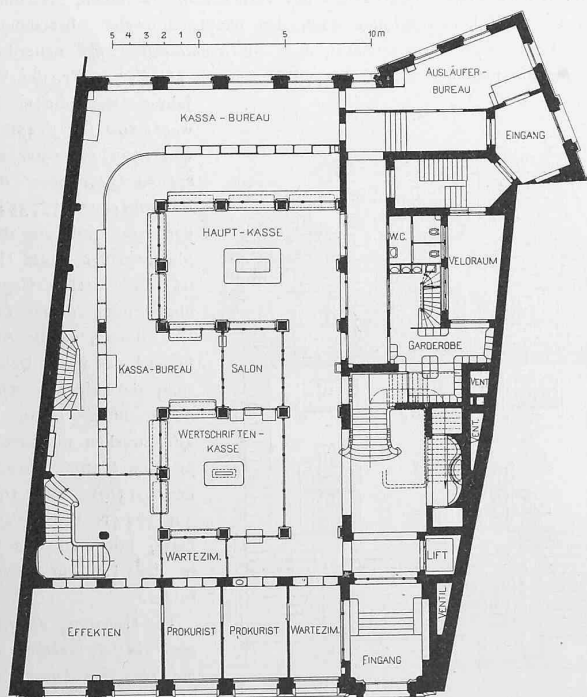 5 4 3 2 1 0 5 10 m
AUSLÄUFER-
BUREAU
KASSA-BUREAU
EINGANG
HAUPT-KASSE
W.C.
VELORAUM
GARDEROBE
KASSA-BUREAU
SALON
VENT.
VENT.
WERTSCHRIFTEN-
KASSE
WARTEZIM.
LIFT
VENTIL.
EFFEKTEN
PROKURIST
PROKURIST
WARTEZIM.
EINGANG